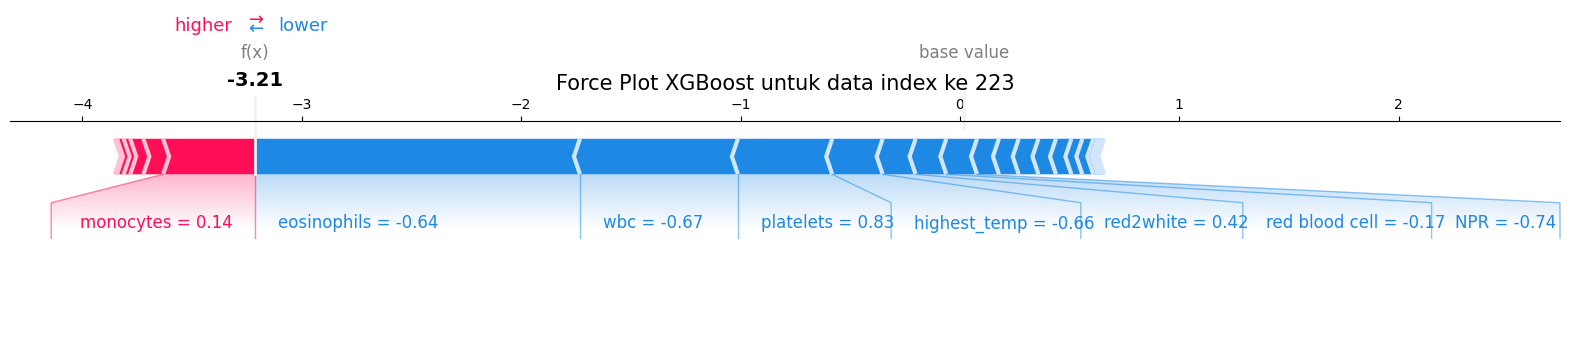 higher ⇄ lower
f(x) base value
-3.21 Force Plot XGBoost untuk data index ke 223
−4 −3 −2 −1 0 1 2
monocytes = 0.14 eosinophils = -0.64 wbc = -0.67 platelets = 0.83 highest_temp = -0.66 red2white = 0.42 red blood cell = -0.17 NPR = -0.74